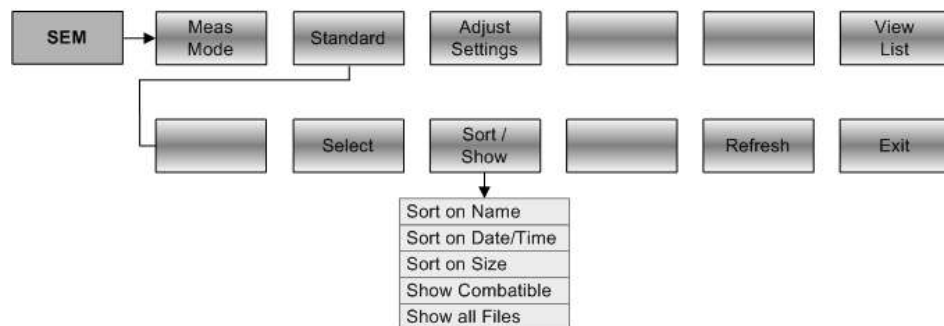 SEM
Meas
Mode
Standard
Adjust
Settings
View
List
Select
Sort /
Show
Refresh
Exit
Sort on Name
Sort on Date/Time
Sort on Size
Show Combatible
Show all Files